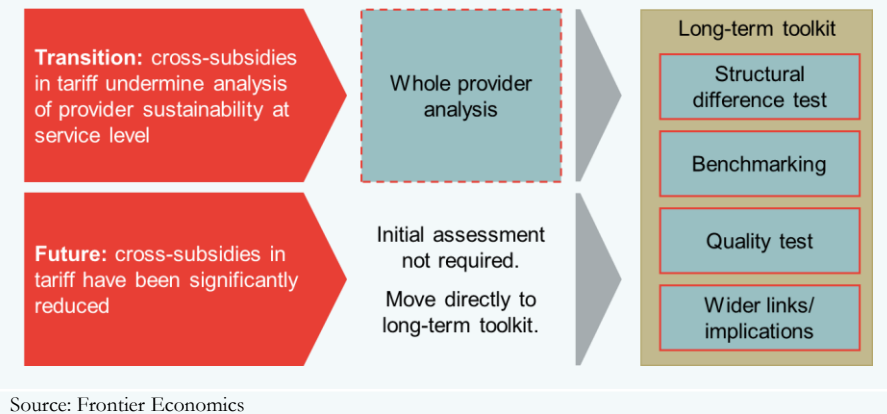 Transition: cross-subsidies
in tariff undermine analysis
of provider sustainability at
service level
Whole provider
analysis
Future: cross-subsidies in
tariff have been significantly
reduced
Initial assessment
not required.
Move directly to
long-term toolkit.
Long-term toolkit
Structural
difference test
Benchmarking
Quality test
Wider links/
implications
Source: Frontier Economics